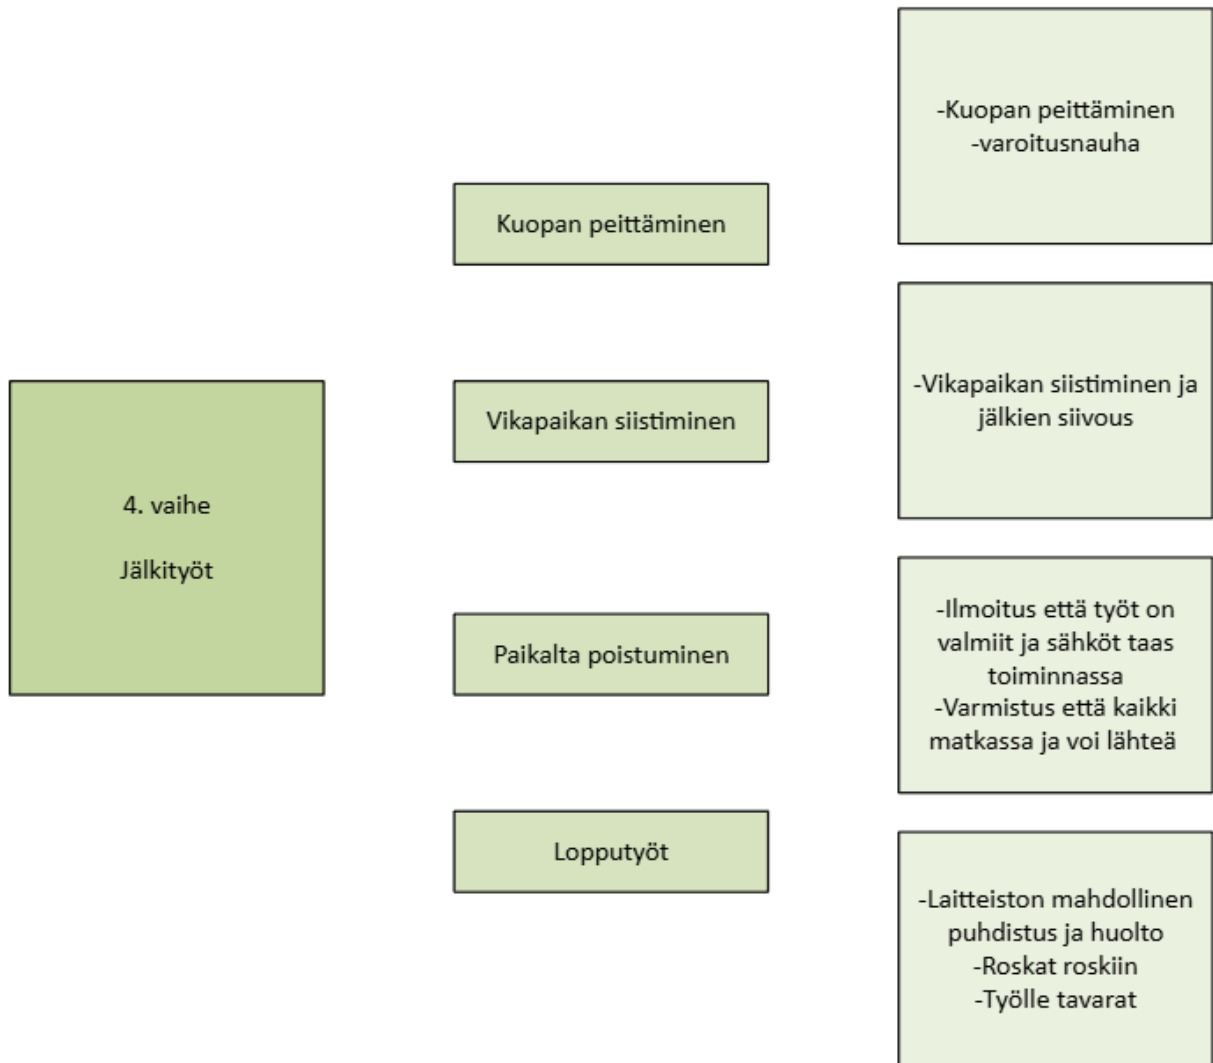 4. vaihe
Jälkityöt
Kuopan peittäminen
Vikapaikan siistiminen
Paikalta poistuminen
Lopputyöt
-Kuopan peittäminen
-varoitusnauha
-Vikapaikan siistiminen ja
jälkien siivous
-Ilmoitus että työt on
valmiit ja sähköt taas
toiminnassa
-Varmistus että kaikki
matkassa ja voi lähteä
-Laitteiston mahdollinen
puhdistus ja huolto
-Roskat roskiin
-Työlle tavarat